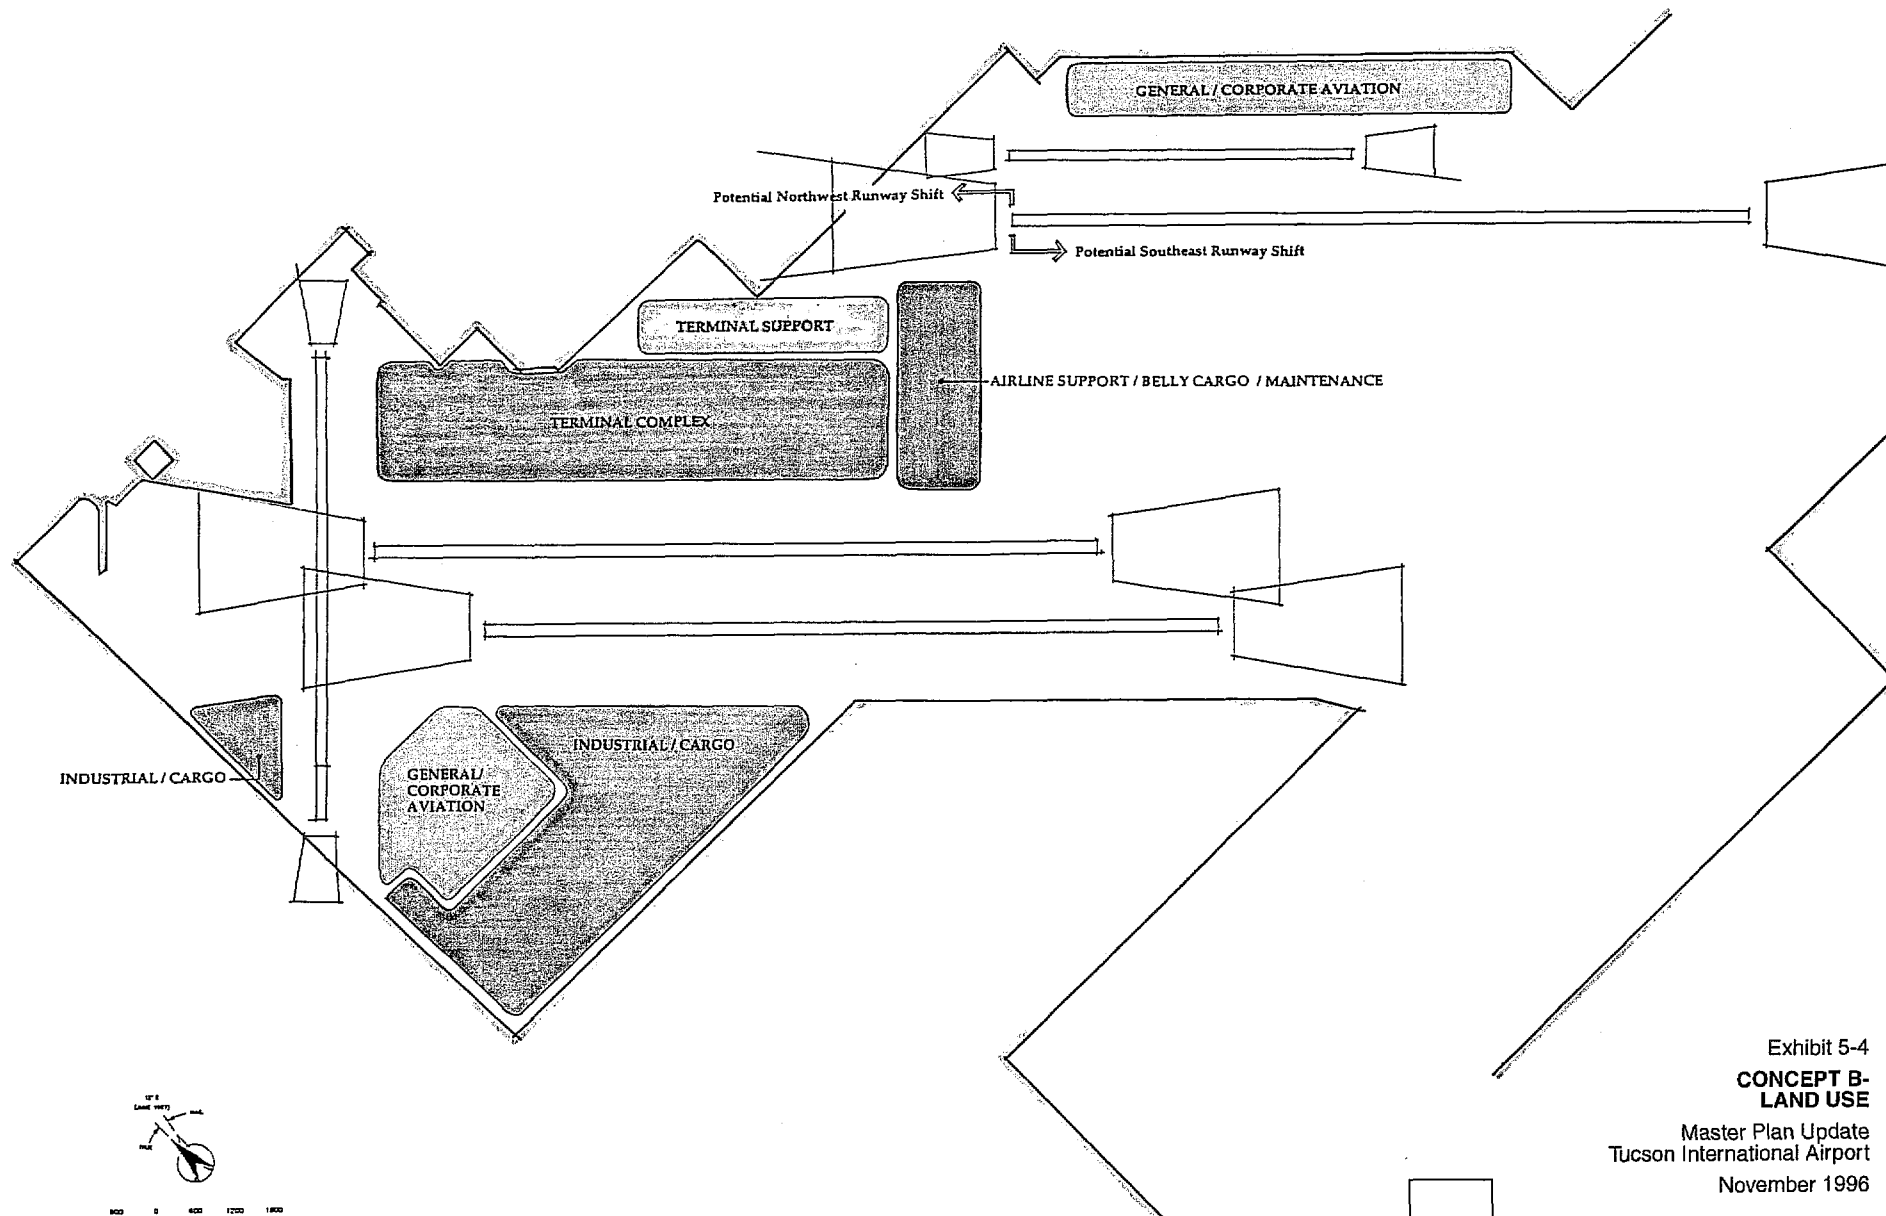 GENERAL / CORPORATE AVIATION
Potential Northwest Runway Shift
Potential Southeast Runway Shift
TERMINAL SUPPORT
AIRLINE SUPPORT / BELLY CARGO / MAINTENANCE
TERMINAL COMPLEX
INDUSTRIAL / CARGO
INDUSTRIAL / CARGO
GENERAL/
CORPORATE
AVIATION
Exhibit 5-4
CONCEPT B-
LAND USE
Master Plan Update
Tucson International Airport
November 1996
0
1200